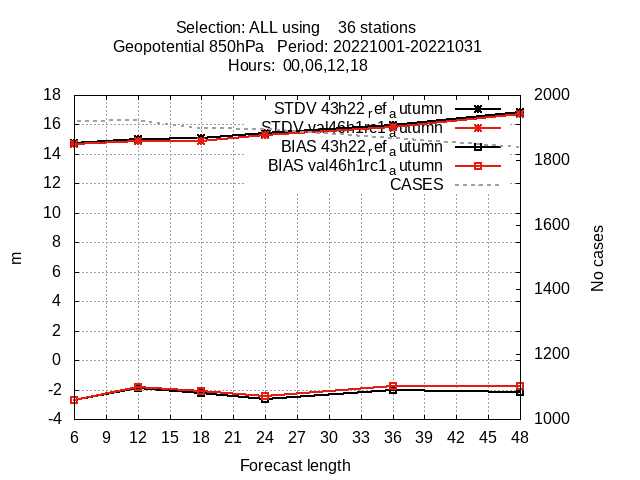 Selection: ALL using    36 stations
Geopotential 850hPa   Period: 20221001-20221031
Hours: 00,06,12,18
18
16
14
12
10
8
6
4
2
0
-2
-4
m
STDV 43h22_ref_autumn
STDV val46h1rc1_autumn
BIAS 43h22_ref_autumn
BIAS val46h1rc1_autumn
CASES
2000
1800
1600
1400
1200
1000
No cases
6 9 12 15 18 21 24 27 30 33 36 39 42 45 48
Forecast length